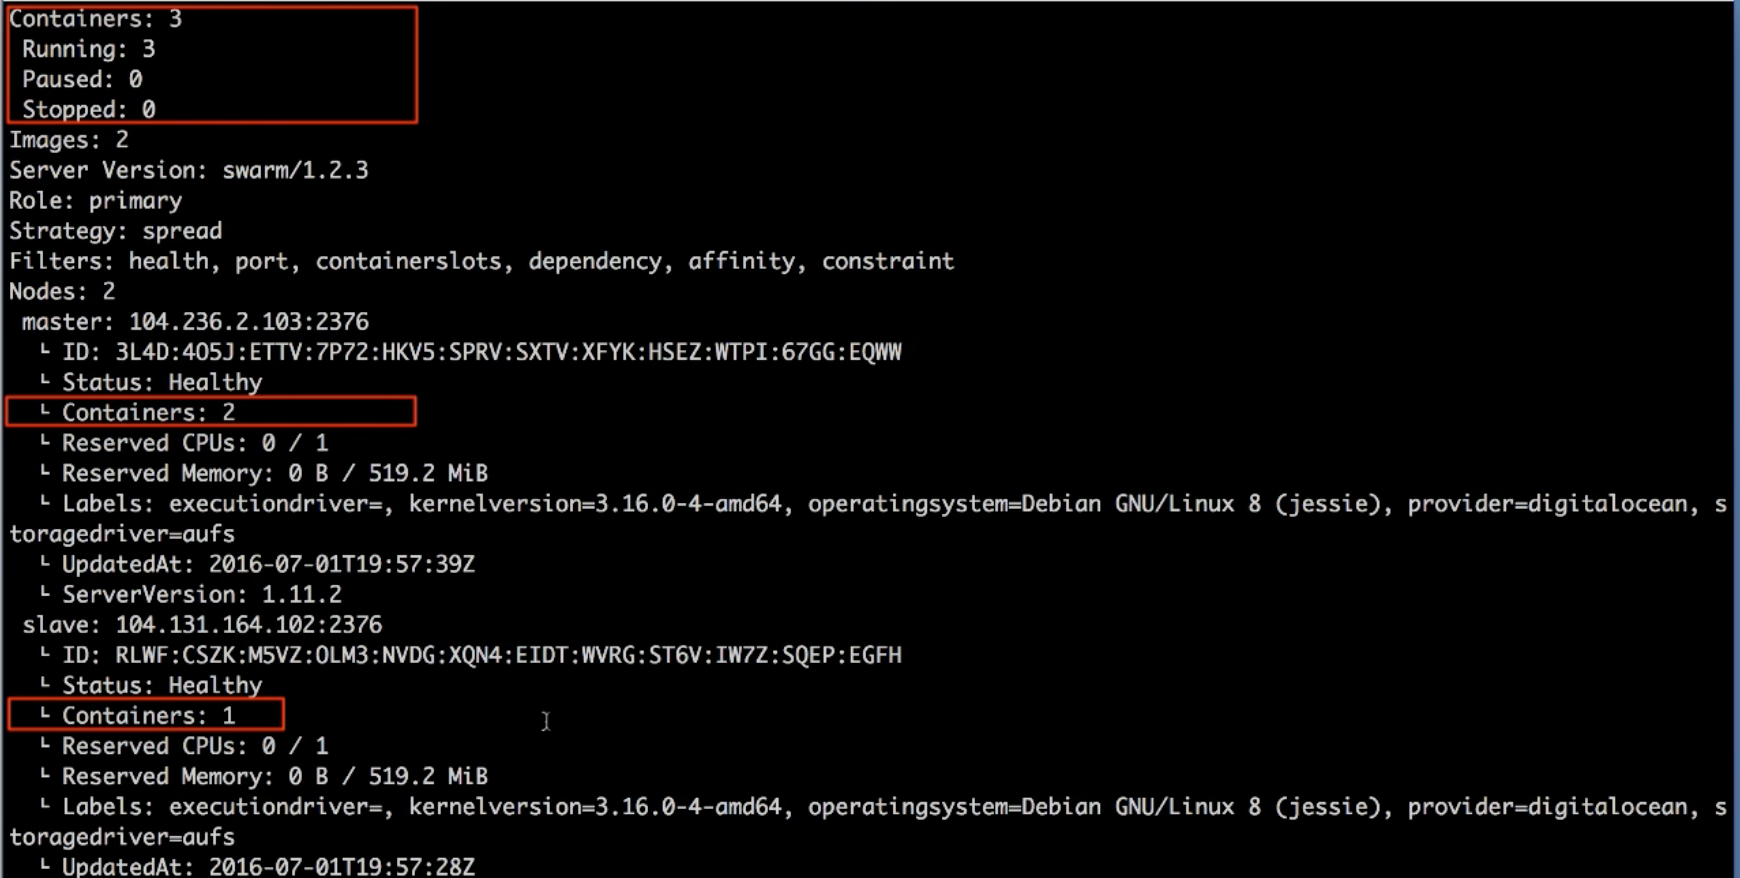 Containers: 3
 Running: 3
 Paused: 0
 Stopped: 0
Images: 2
Server Version: swarm/1.2.3
Role: primary
Strategy: spread
Filters: health, port, containerslots, dependency, affinity, constraint
Nodes: 2
 master: 104.236.2.103:2376
  └ ID: 3L4D:4O5J:ETTV:7P72:HKV5:SPRV:SXTV:XFYK:HSEZ:WTPI:67GG:EQWW
  └ Status: Healthy
  └ Containers: 2
  └ Reserved CPUs: 0 / 1
  └ Reserved Memory: 0 B / 519.2 MiB
  └ Labels: executiondriver=, kernelversion=3.16.0-4-amd64, operatingsystem=Debian GNU/Linux 8 (jessie), provider=digitalocean, s
toragedriver=aufs
  └ UpdatedAt: 2016-07-01T19:57:39Z
  └ ServerVersion: 1.11.2
 slave: 104.131.164.102:2376
  └ ID: RLWF:CSZK:M5VZ:OLM3:NVDG:XQN4:EIDT:WVRG:ST6V:IW7Z:SQEP:EGFH
  └ Status: Healthy
  └ Containers: 1
  └ Reserved CPUs: 0 / 1
  └ Reserved Memory: 0 B / 519.2 MiB
  └ Labels: executiondriver=, kernelversion=3.16.0-4-amd64, operatingsystem=Debian GNU/Linux 8 (jessie), provider=digitalocean, s
toragedriver=aufs
  └ UpdatedAt: 2016-07-01T19:57:28Z